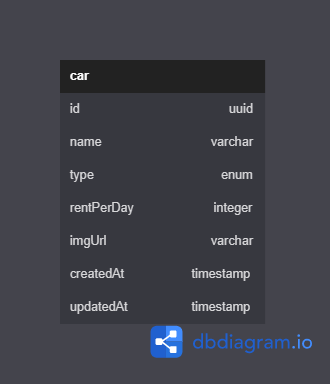 car
id uuid
name varchar
type enum
rentPerDay integer
imgUrl varchar
createdAt timestamp
updatedAt timestamp
dbdiagram.io